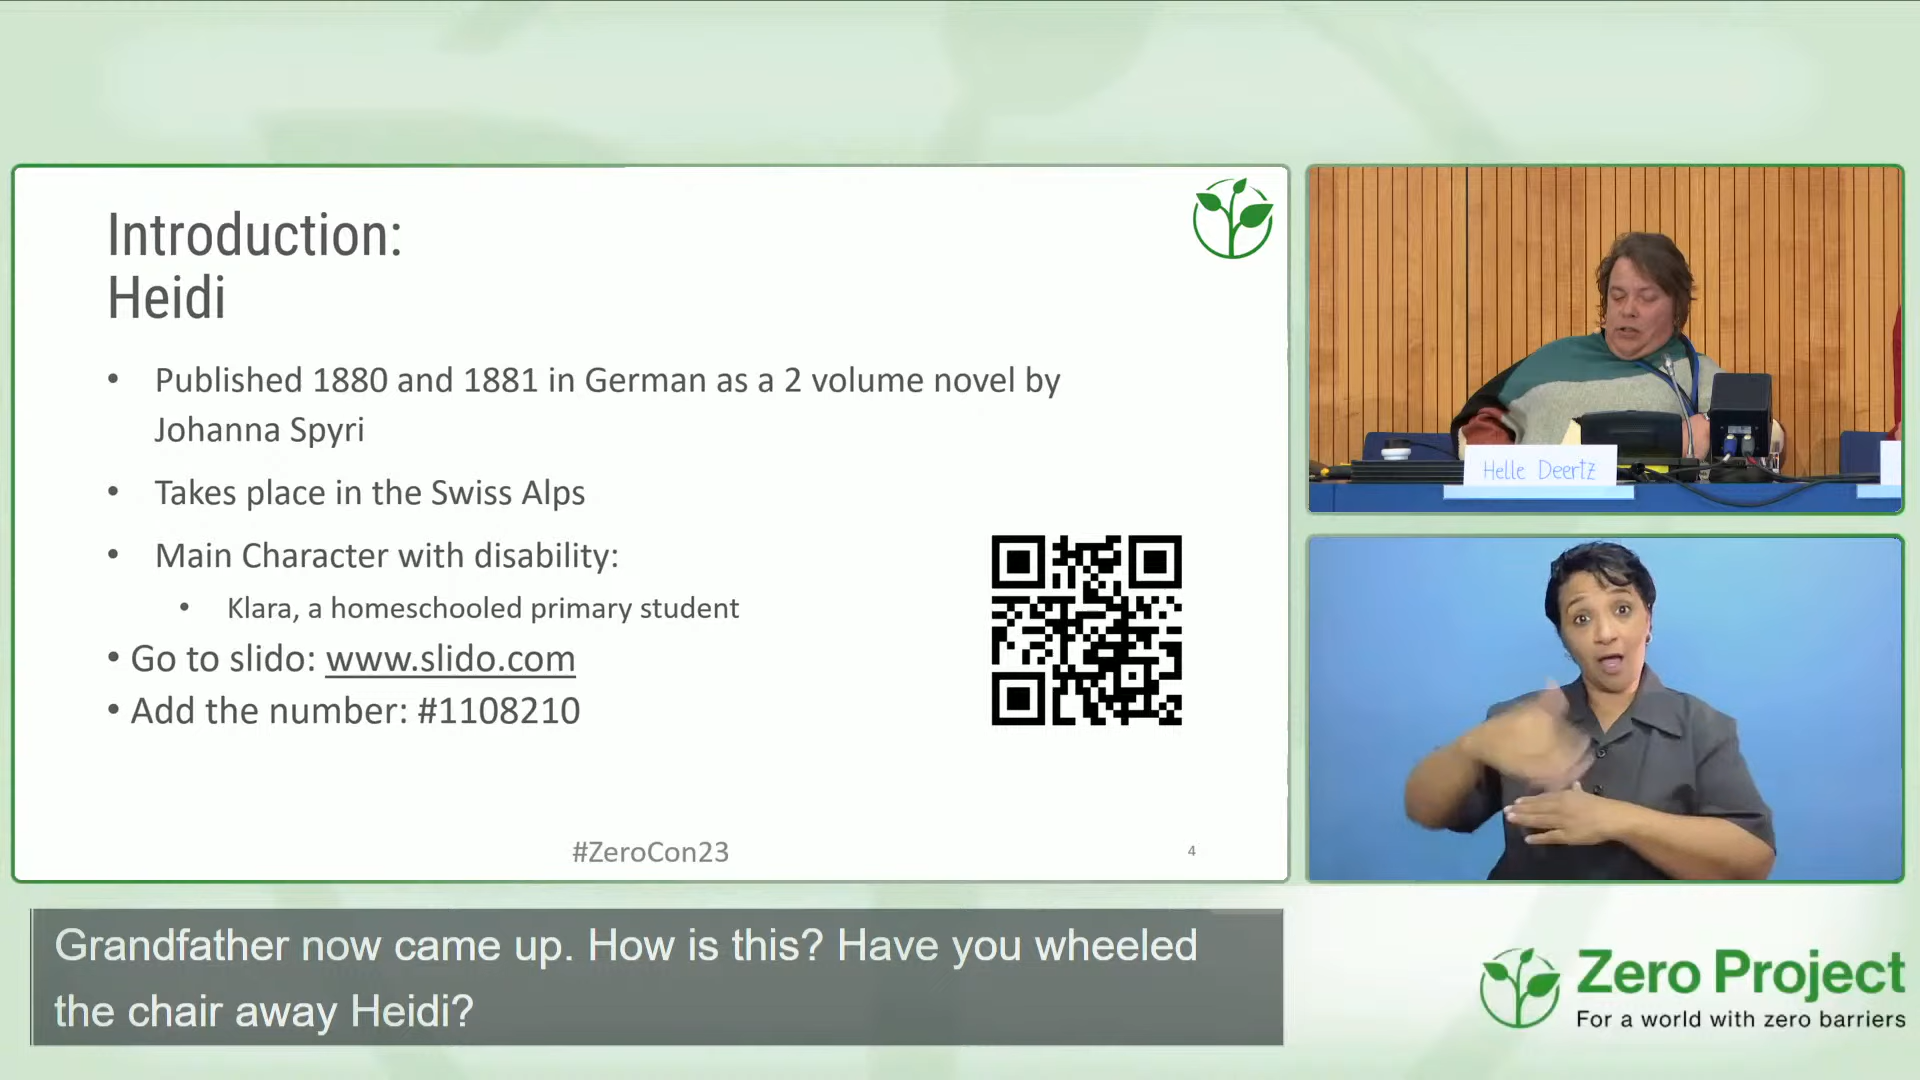 Introduction:
Heidi
• Published 1880 and 1881 in German as a 2 volume novel by
Johanna Spyri
• Takes place in the Swiss Alps
• Main Character with disability:
• Klara, a homeschooled primary student
• Go to slido: www.slido.com
• Add the number: #1108210
#ZeroCon23
4
Helle Deertz
Grandfather now came up. How is this? Have you wheeled
the chair away Heidi?
Zero Project
For a world with zero barriers